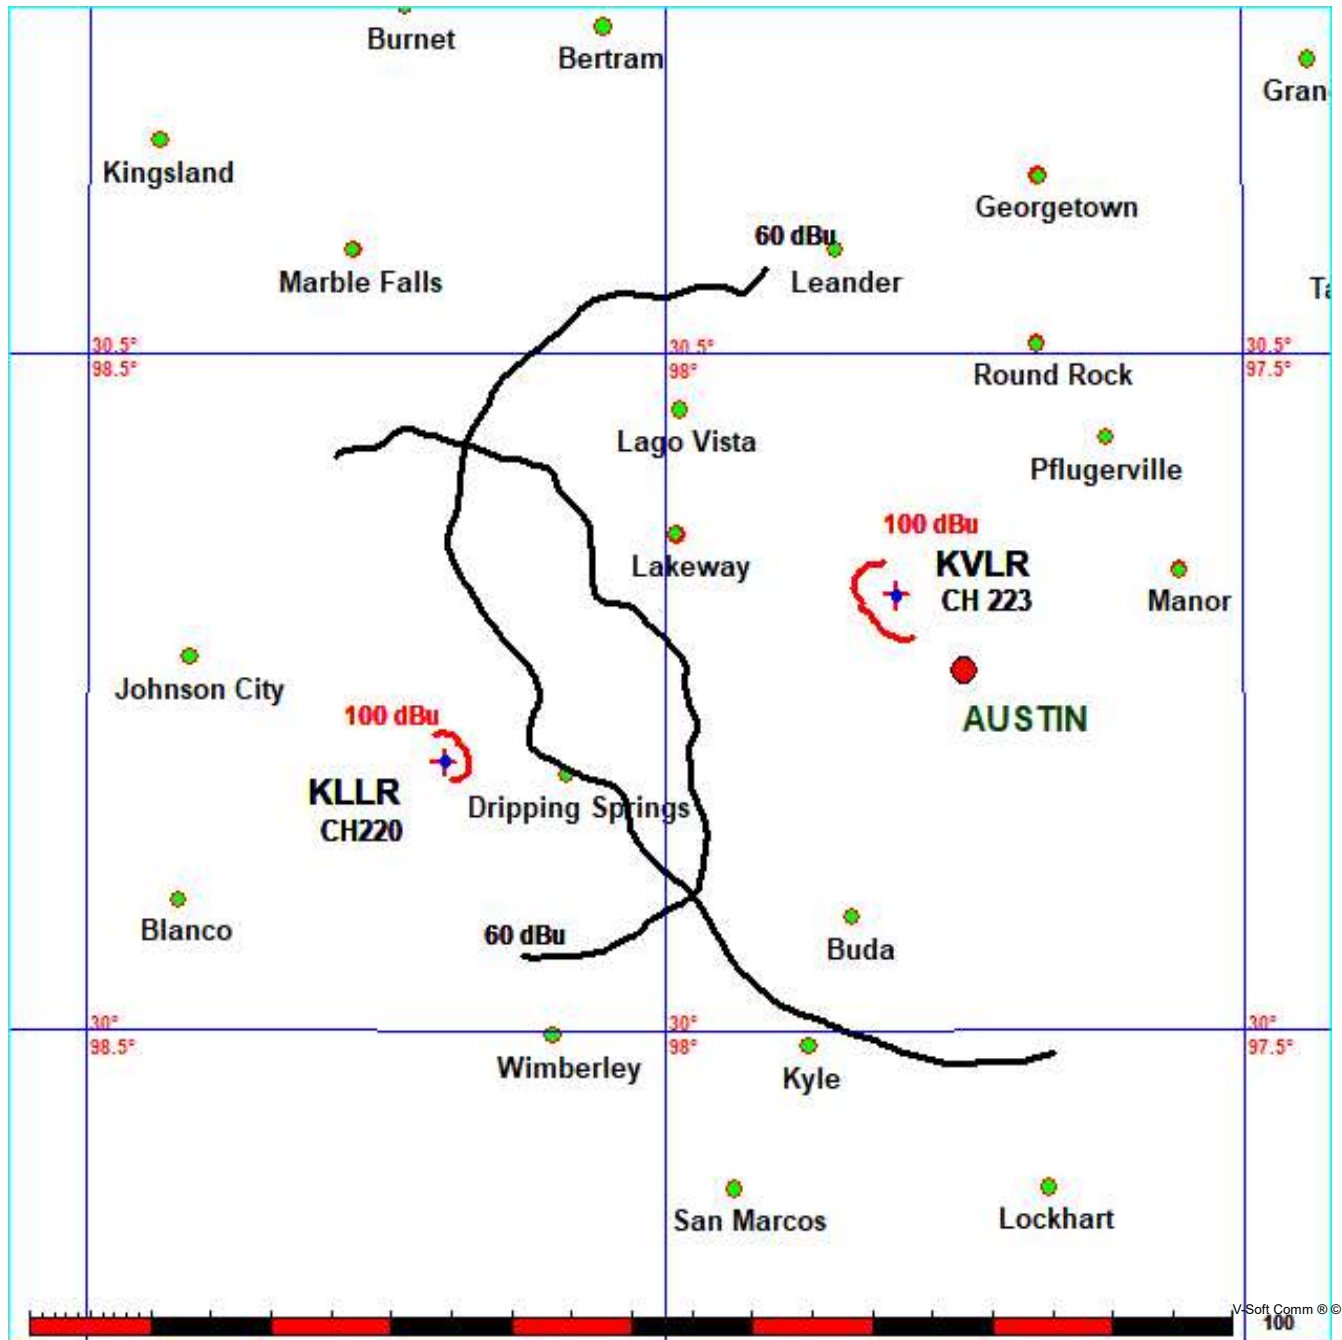 Burnet
Bertram
Gran
Kingsland
Georgetown
60 dBu
Marble Falls
Leander
Ta
30.5°
98.5°
30.5°
98°
30.5°
97.5°
Round Rock
Lago Vista
Pflugerville
100 dBu
Lakeway
KVLR
CH 223
Manor
Johnson City
100 dBu
AUSTIN
KLLR
CH220
Dripping Springs
Blanco
60 dBu
Buda
30°
98.5°
30°
98°
30°
97.5°
Wimberley
Kyle
San Marcos
Lockhart
V-Soft Comm ® ©
100